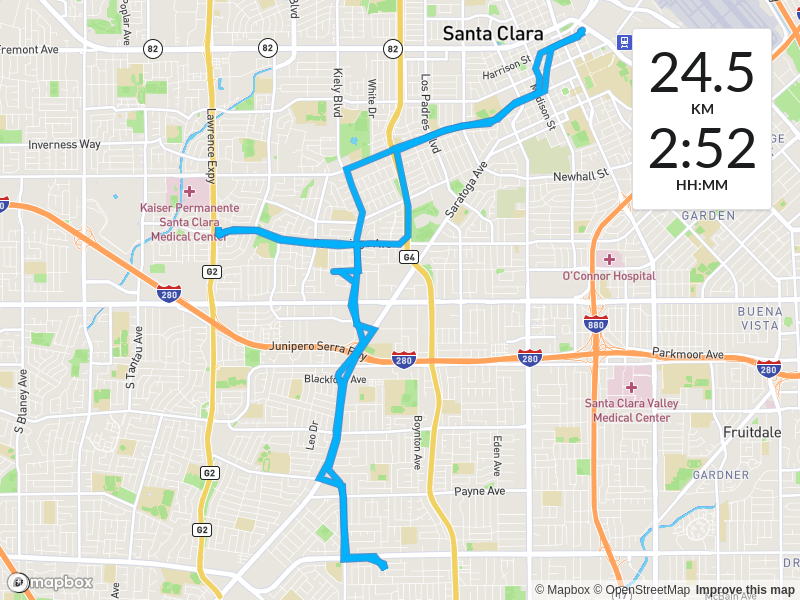 Poplar Ave
Blvd
Santa Clara
Fremont Ave
82
82
82
Kiely Blvd
White Dr
Los Padres Blvd
Harrison St
Madison St
24.5
KM
2:52
HH:MM
Lawrence Expy
Inverness Way
Saratoga Ave
Newhall St
Kaiser Permanente
Santa Clara
Medical Center
GARDEN
G4
G2
O'Connor Hospital
280
BUENA
VISTA
880
S Tantau Ave
Junipero Serra Fwy
280
280
Parkmoor Ave
280
S Blaney Ave
Blackford Ave
Santa Clara Valley
Medical Center
Leo Dr
Boynton Ave
Eden Ave
Fruitdale
G2
GARDNER
Payne Ave
G2
mapbox
© Mapbox © OpenStreetMap Improve this map